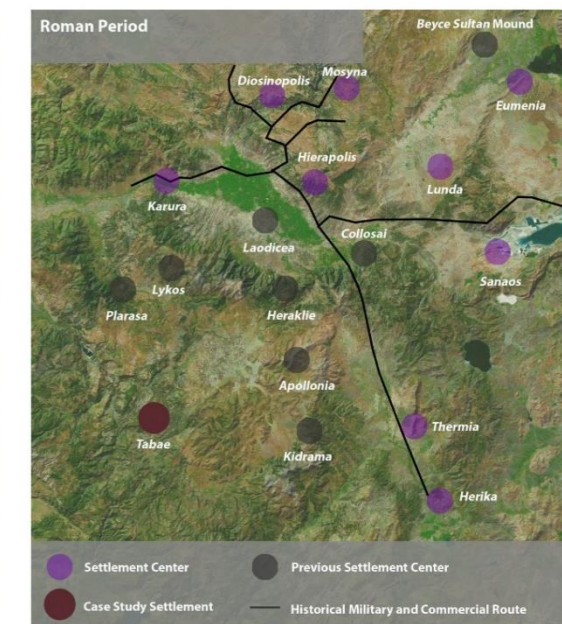 Roman Period
Beyce Sultan Mound
Diosinopolis
Mosyna
Eumenia
Hierapolis
Lunda
Karura
Laodicea
Collosai
Sanaos
Lykos
Plarasa
Heraklie
Apollonia
Tabae
Kidrama
Thermia
Herika
Settlement Center
Previous Settlement Center
Case Study Settlement
Historical Military and Commercial Route